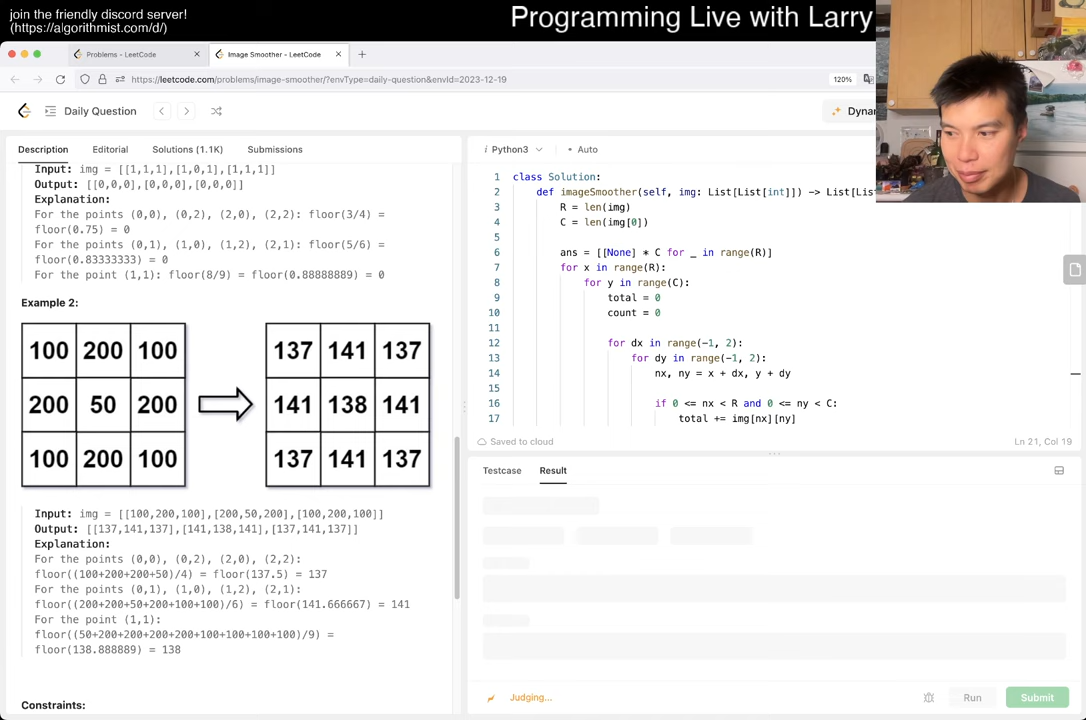 join the friendly discord server!
(https://algorithmist.com/d/)
Programming Live with Larry
Problems - LeetCode
Image Smoother - LeetCode
https://leetcode.com/problems/image-smoother/?envType=daily-question&envId=2023-12-19
120%
Daily Question
Dynam
Description
Editorial
Solutions (1.1K)
Submissions
Input: img = [[1,1,1],[1,0,1],[1,1,1]]
Output: [[0,0,0],[0,0,0],[0,0,0]]
Explanation:
For the points (0,0), (0,2), (2,0), (2,2): floor(3/4) =
floor(0.75) = 0
For the points (0,1), (1,0), (1,2), (2,1): floor(5/6) =
floor(0.83333333) = 0
For the point (1,1): floor(8/9) = floor(0.88888889) = 0
Example 2:
100 200 100 137 141 137
200 50 200 141 138 141
100 200 100 137 141 137
Input: img = [[100,200,100],[200,50,200],[100,200,100]]
Output: [[137,141,137],[141,138,141],[137,141,137]]
Explanation:
For the points (0,0), (0,2), (2,0), (2,2):
floor((100+200+200+50)/4) = floor(137.5) = 137
For the points (0,1), (1,0), (1,2), (2,1):
floor((200+200+50+200+100+100)/6) = floor(141.666667) = 141
For the point (1,1):
floor((50+200+200+200+200+100+100+100+100)/9) =
floor(138.888889) = 138
Constraints:
Python3
Auto
1 class Solution:
2 def imageSmoother(self, img: List[List[int]]) -> List[Lis
3 R = len(img)
4 C = len(img[0])
5
6 ans = [[None] * C for _ in range(R)]
7 for x in range(R):
8 for y in range(C):
9 total = 0
10 count = 0
11
12 for dx in range(-1, 2):
13 for dy in range(-1, 2):
14 nx, ny = x + dx, y + dy
15
16 if 0 <= nx < R and 0 <= ny < C:
17 total += img[nx][ny]
Saved to cloud
Ln 21, Col 19
Testcase
Result
Judging...
Run
Submit